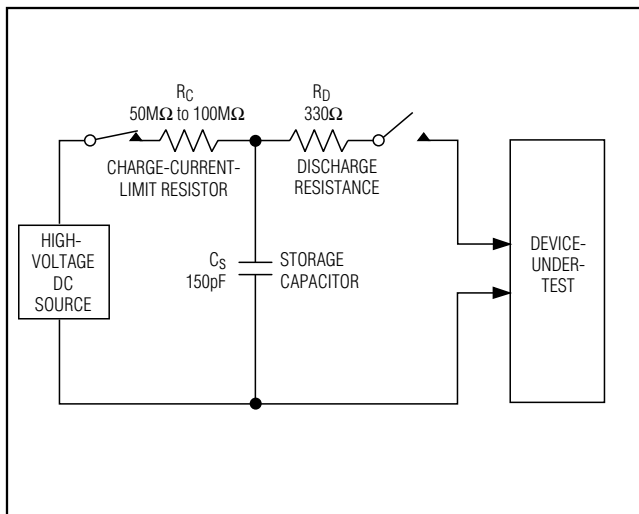 R_C
50MΩ to 100MΩ
CHARGE-CURRENT-
LIMIT RESISTOR
R_D
330Ω
DISCHARGE
RESISTANCE
HIGH-
VOLTAGE
DC
SOURCE
C_S
150pF
STORAGE
CAPACITOR
DEVICE-
UNDER-
TEST